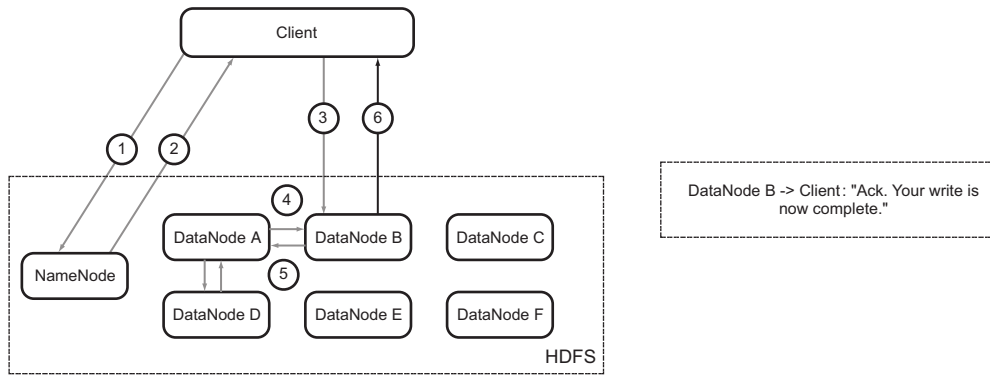 Client
1
2
3
6
4
DataNode A
DataNode B
DataNode C
NameNode
5
DataNode D
DataNode E
DataNode F
HDFS
DataNode B -> Client: "Ack. Your write is
now complete."